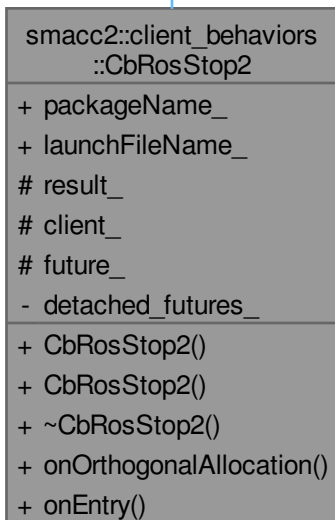 smacc2::client_behaviors
::CbRosStop2
+ packageName_
+ launchFileName_
# result_
# client_
# future_
- detached_futures_
+ CbRosStop2()
+ CbRosStop2()
+ ~CbRosStop2()
+ onOrthogonalAllocation()
+ onEntry()